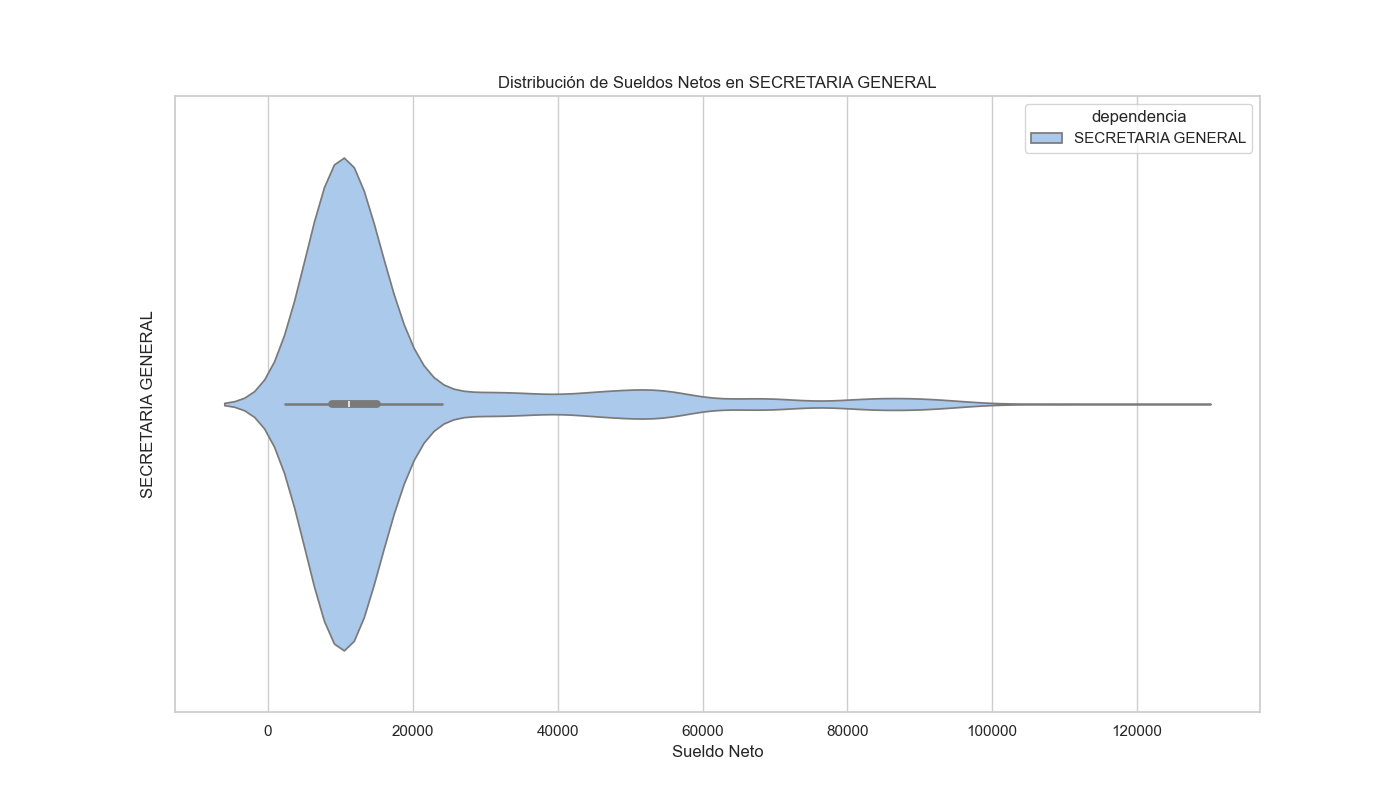 Distribución de Sueldos Netos en SECRETARIA GENERAL
dependencia
SECRETARIA GENERAL
SECRETARIA GENERAL
0 20000 40000 60000 80000 100000 120000
Sueldo Neto